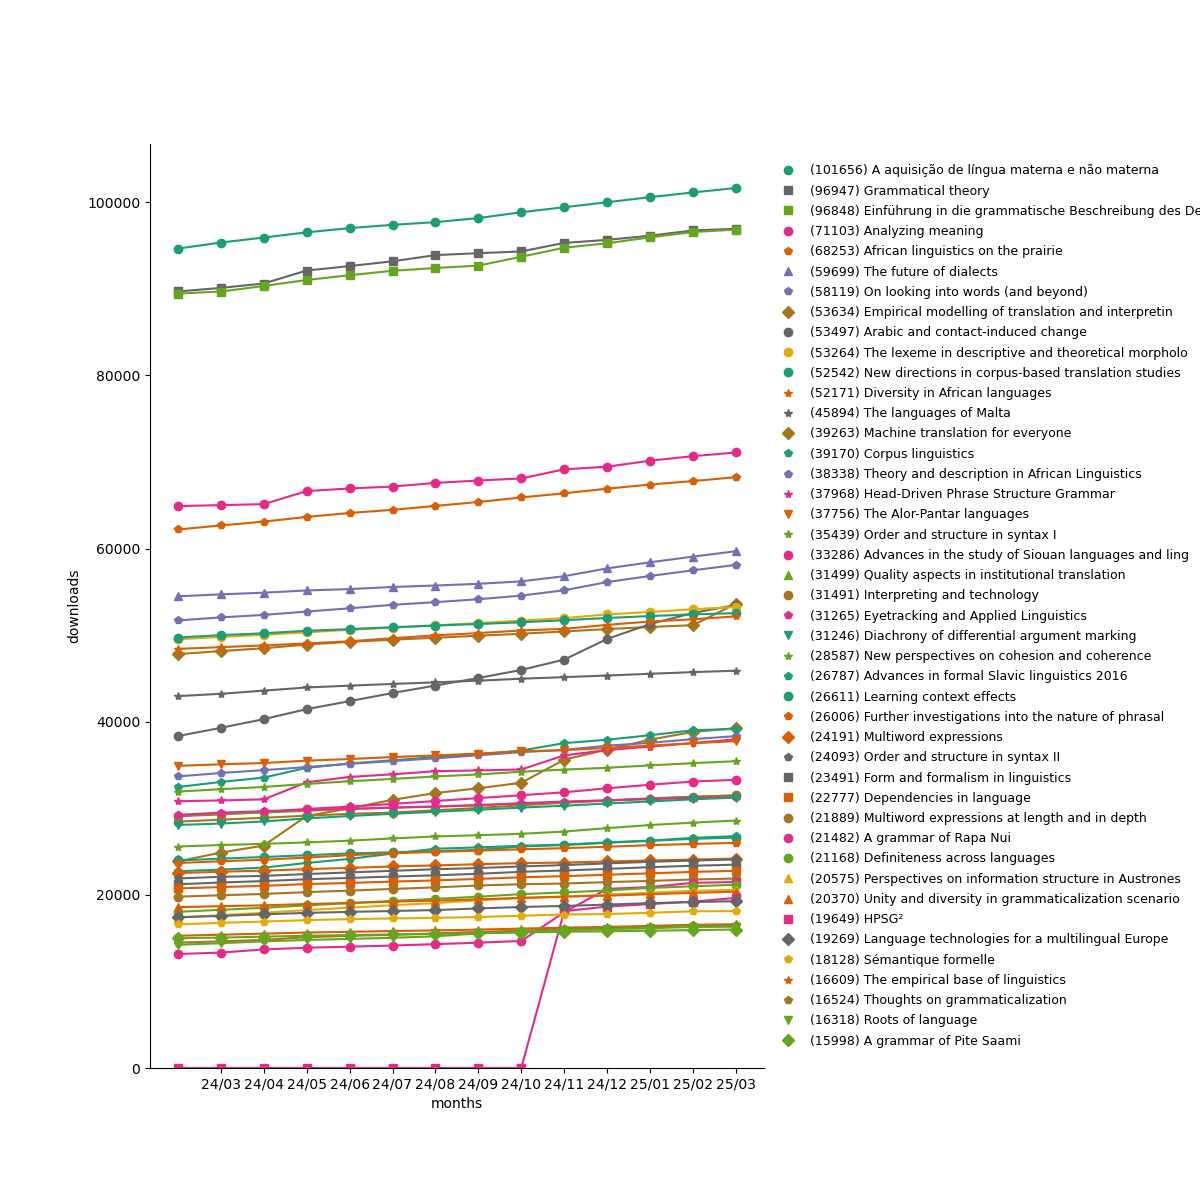 100000
80000
60000
40000
20000
0
downloads
24/03 24/04 24/05 24/06 24/07 24/08 24/09 24/10 24/11 24/12 25/01 25/02 25/03
months
(101656) A aquisição de língua materna e não materna
(96947) Grammatical theory
(96848) Einführung in die grammatische Beschreibung des De
(71103) Analyzing meaning
(68253) African linguistics on the prairie
(59699) The future of dialects
(58119) On looking into words (and beyond)
(53634) Empirical modelling of translation and interpretin
(53497) Arabic and contact-induced change
(53264) The lexeme in descriptive and theoretical morpholo
(52542) New directions in corpus-based translation studies
(52171) Diversity in African languages
(45894) The languages of Malta
(39263) Machine translation for everyone
(39170) Corpus linguistics
(38338) Theory and description in African Linguistics
(37968) Head-Driven Phrase Structure Grammar
(37756) The Alor-Pantar languages
(35439) Order and structure in syntax I
(33286) Advances in the study of Siouan languages and ling
(31499) Quality aspects in institutional translation
(31491) Interpreting and technology
(31265) Eyetracking and Applied Linguistics
(31246) Diachrony of differential argument marking
(28587) New perspectives on cohesion and coherence
(26787) Advances in formal Slavic linguistics 2016
(26611) Learning context effects
(26006) Further investigations into the nature of phrasal
(24191) Multiword expressions
(24093) Order and structure in syntax II
(23491) Form and formalism in linguistics
(22777) Dependencies in language
(21889) Multiword expressions at length and in depth
(21482) A grammar of Rapa Nui
(21168) Definiteness across languages
(20575) Perspectives on information structure in Austrones
(20370) Unity and diversity in grammaticalization scenario
(19649) HPSG²
(19269) Language technologies for a multilingual Europe
(18128) Sémantique formelle
(16609) The empirical base of linguistics
(16524) Thoughts on grammaticalization
(16318) Roots of language
(15998) A grammar of Pite Saami